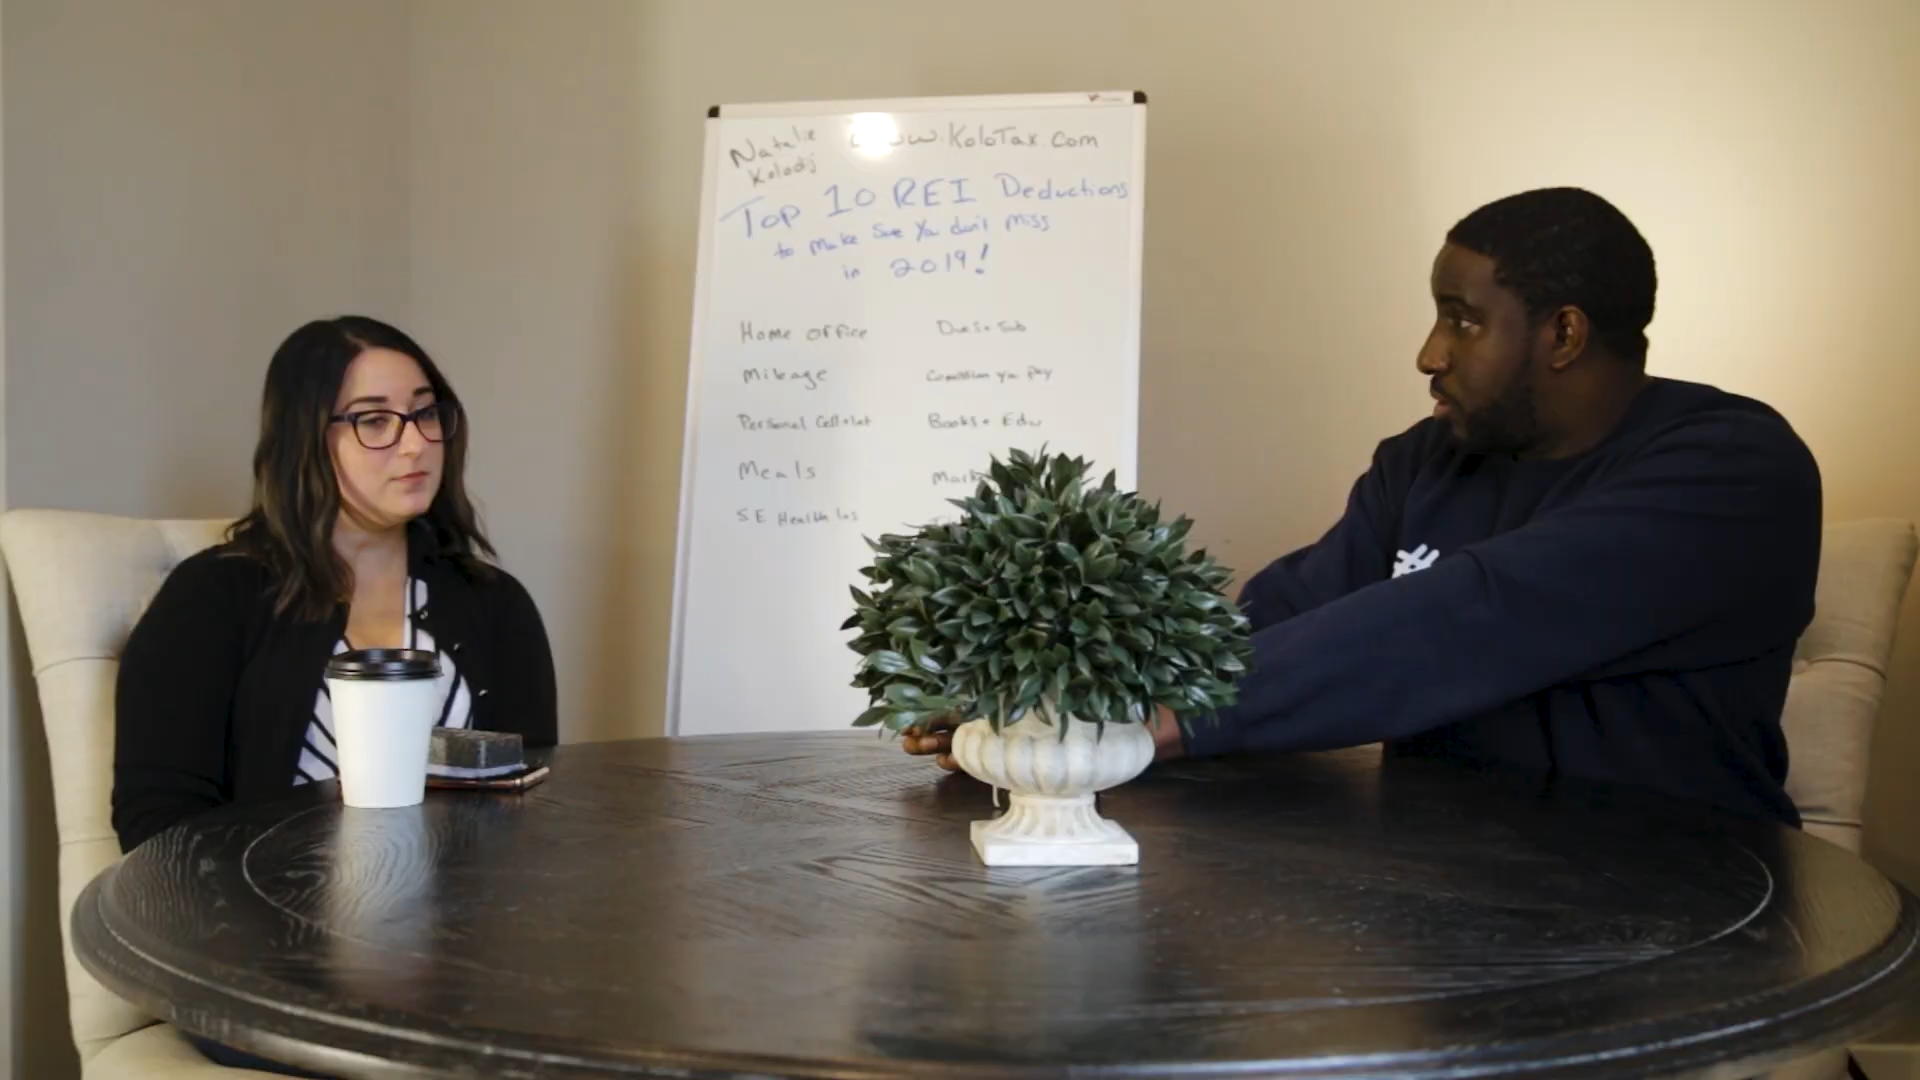 Natalie
Kolodij
www.KoloTax.com
Top 10 REI Deductions
to Make Sure You don't Miss
in 2019!
Home office
Mileage
Personal Cell+Int
Meals
SE Health Ins
Dues+Sub
You Pay
Books+Edu